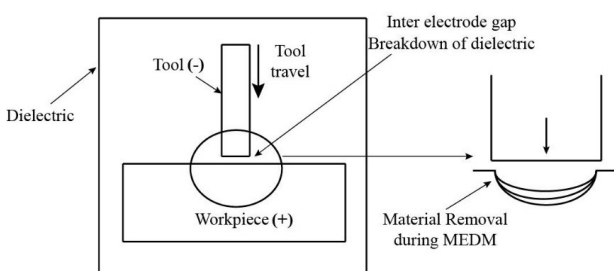 Inter electrode gap
Breakdown of dielectric
Tool (-)
Tool
travel
Dielectric
Workpiece (+)
Material Removal
during MEDM